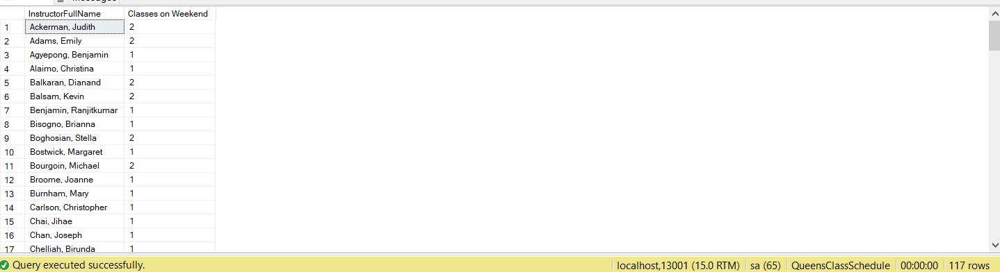 Messages
InstructorFullName Classes on Weekend
1 Ackerman, Judith 2
2 Adams, Emily 2
3 Agyepong, Benjamin 1
4 Alaimo, Christina 1
5 Balkaran, Dianand 2
6 Balsam, Kevin 2
7 Benjamin, Ranjitkumar 1
8 Bisogno, Brianna 1
9 Boghosian, Stella 2
10 Bostwick, Margaret 1
11 Bourgoin, Michael 2
12 Broome, Joanne 1
13 Burnham, Mary 1
14 Carlson, Christopher 1
15 Chai, Jihae 1
16 Chan, Joseph 1
17 Chelliah, Birunda 1
Query executed successfully. localhost,13001 (15.0 RTM) sa (65) QueensClassSchedule 00:00:00 117 rows